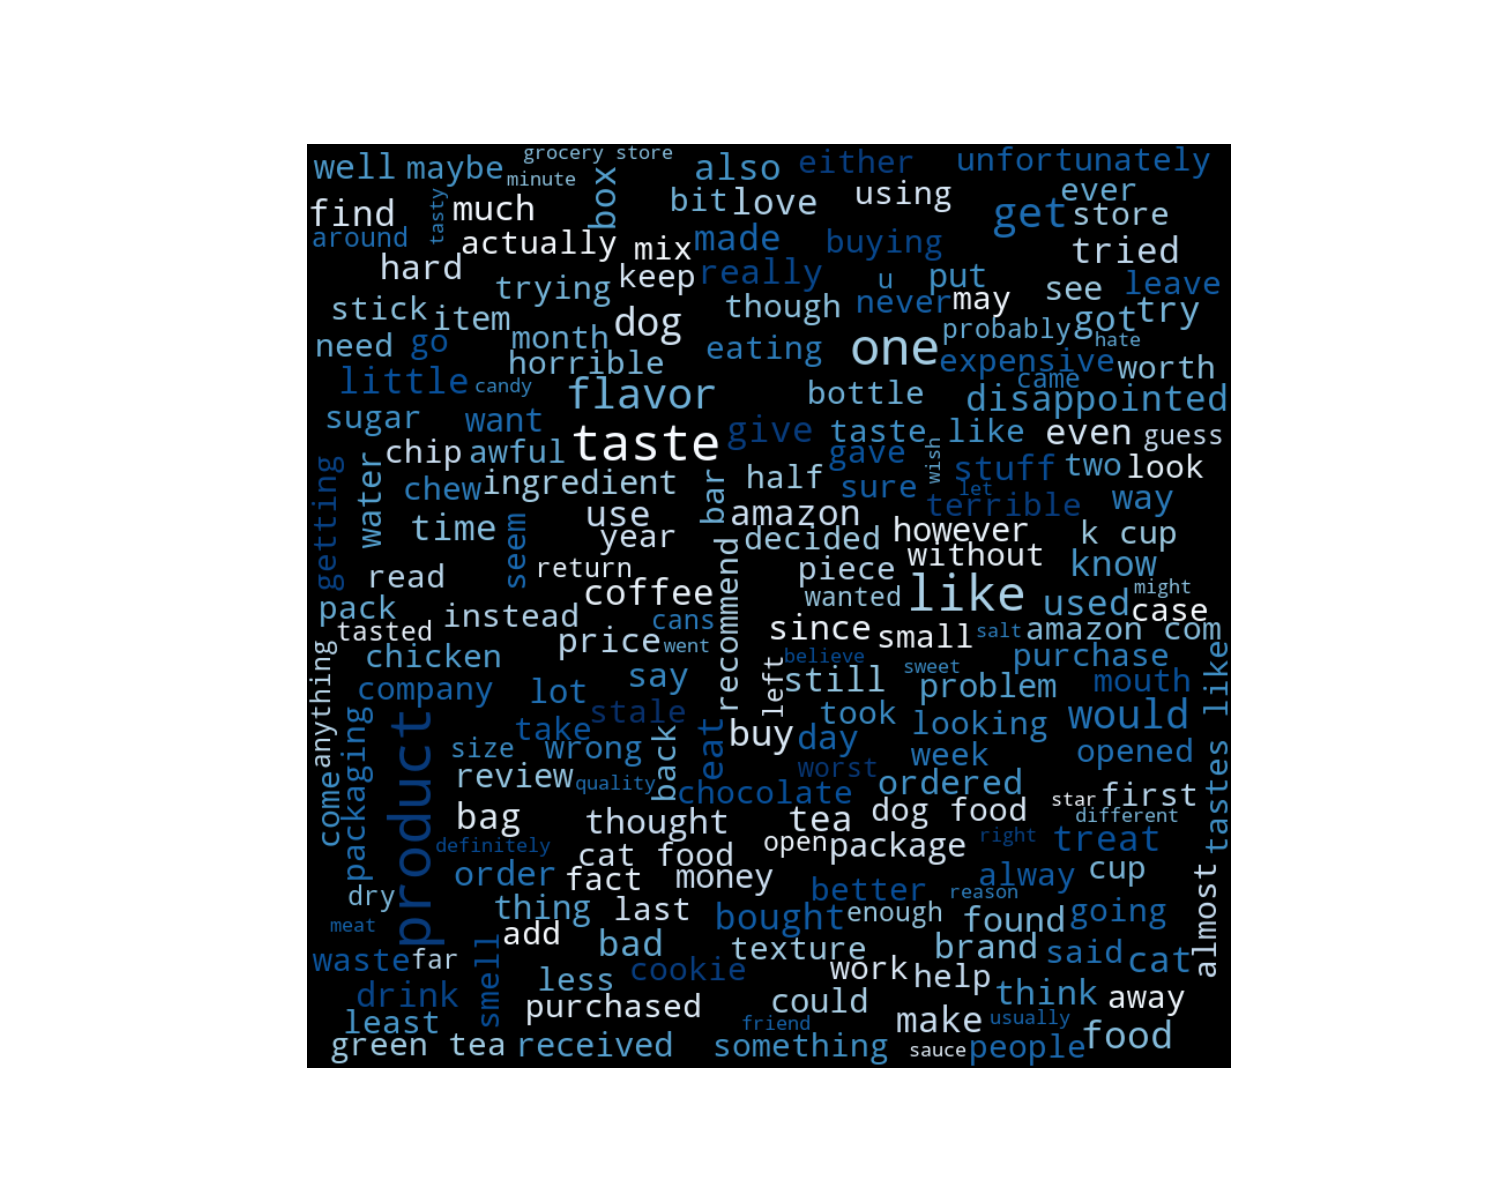 grocery store
well
maybe
minute
also
either
unfortunately
box
bit
love
using
ever
find
tasty
much
get
store
around
actually
mix
made
buying
tried
hard
keep
really
trying
u
put
see
leave
stick
item
though
never
may
got
try
dog
need
go
month
eating
one
probably
hate
horrible
expensive
worth
little
candy
flavor
bottle
came
disappointed
sugar
want
taste
give
taste like
even
guess
chip
awful
gave
wish
stuff
two
look
getting
water
chew
ingredient
bar
half
sure
let
terrible
way
time
seem
use
amazon
year
decided
however
k cup
without
read
return
recommend
piece
know
coffee
wanted
like
might
pack
instead
cans
used
case
tasted
price
went
since
small
salt
amazon com
anything
chicken
believe
left
sweet
purchase
company
lot
say
still
problem
mouth
tastes like
product
stale
took
packaging
take
buy
day
looking
would
size
wrong
back
eat
week
opened
come
review
quality
worst
chocolate
ordered
star
first
bag
thought
tea
dog food
different
definitely
cat food
open
package
right
treat
order
fact
money
better
alway
reason
cup
dry
thing
last
bought
enough
found
going
almost
meat
add
bad
texture
brand
said
cat
waste
far
smell
less
cookie
work
help
drink
purchased
could
think
away
least
friend
make
usually
food
green tea
received
something
sauce
people